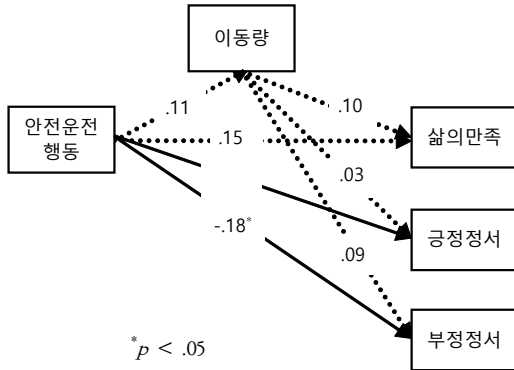 이동량
안전운전
행동
.11
.10
.15
삶의만족
.03
-.18*
긍정정서
.09
부정정서
*p < .05